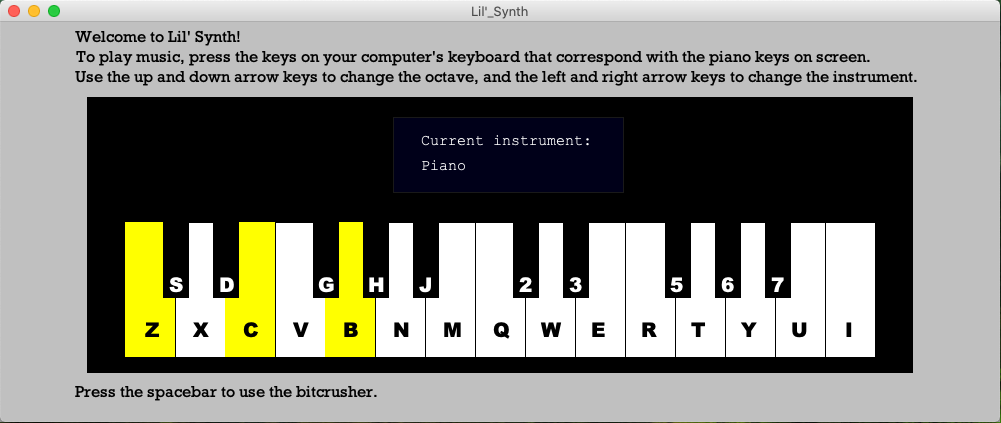 Lil'_Synth
Welcome to Lil' Synth!
To play music, press the keys on your computer's keyboard that correspond with the piano keys on screen.
Use the up and down arrow keys to change the octave, and the left and right arrow keys to change the instrument.
Current instrument:
Piano
S D G H J 2 3 5 6 7
Z X C V B N M Q W E R T Y U I
Press the spacebar to use the bitcrusher.